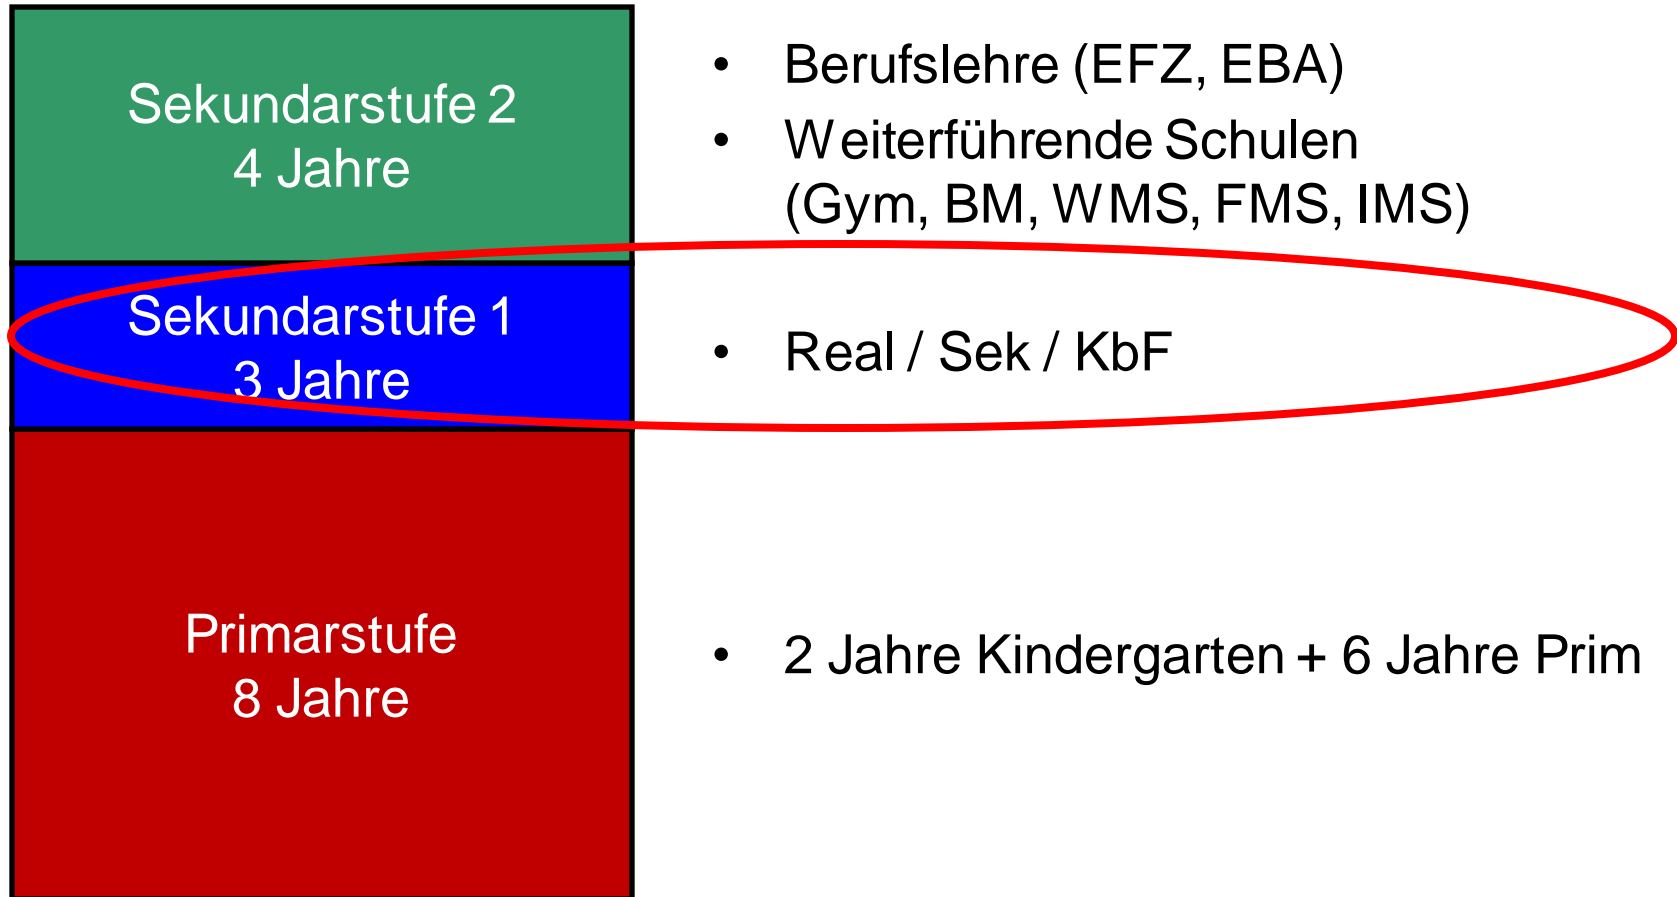 Sekundarstufe 2
4 Jahre
• Berufslehre (EFZ, EBA)
• Weiterführende Schulen
(Gym, BM, WMS, FMS, IMS)
Sekundarstufe 1
3 Jahre
• Real / Sek / KbF
Primarstufe
8 Jahre
• 2 Jahre Kindergarten + 6 Jahre Prim